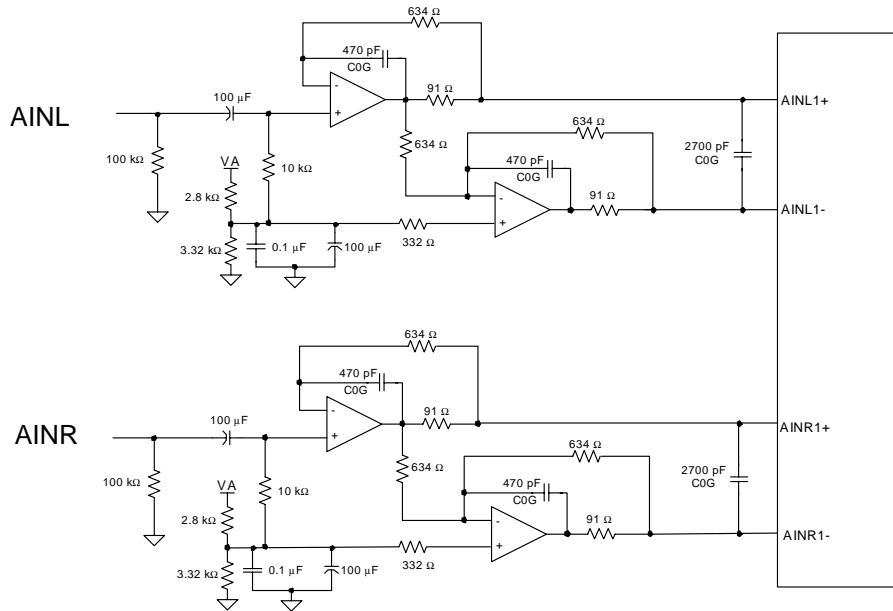 634 Ω
470 pF
C0G
91 Ω
100 µF
AINL
AINL1+
634 Ω
634 Ω
470 pF
C0G
2700 pF
C0G
100 kΩ
VA
10 kΩ
2.8 kΩ
91 Ω
AINL1-
3.32 kΩ
0.1 µF
100 µF
332 Ω
634 Ω
470 pF
C0G
91 Ω
100 µF
AINR
AINR1+
634 Ω
634 Ω
470 pF
C0G
2700 pF
C0G
100 kΩ
VA
10 kΩ
2.8 kΩ
91 Ω
AINR1-
3.32 kΩ
0.1 µF
100 µF
332 Ω